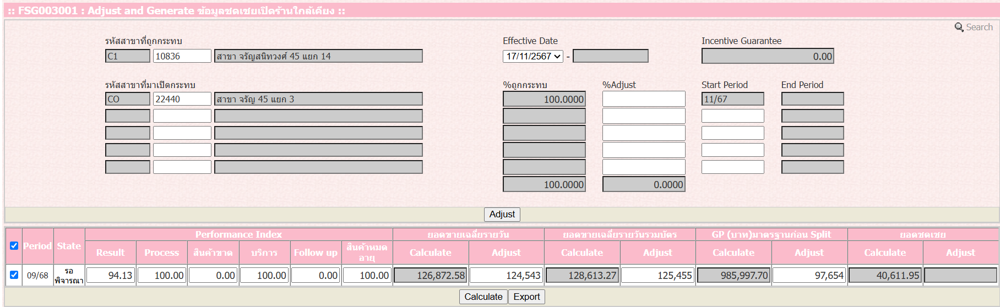 :: FSG003001 : Adjust and Generate ข้อมูลชดเชยเปิดร้านใกล้เคียง ::
Search
รหัสสาขาที่ถูกกระทบ Effective Date Incentive Guarantee
C1 10836 สาขา จรัญสนิทวงศ์ 45 แยก 14 17/11/2567 - 0.00
รหัสสาขาที่มาเปิดกระทบ %ถูกกระทบ %Adjust Start Period End Period
CO 22440 สาขา จรัญ 45 แยก 3 100.0000 11/67
100.0000 0.0000
Adjust
Period State Performance Index ยอดขายเฉลี่ยรายวัน ยอดขายเฉลี่ยรายวันรวมบัตร GP (บาท)มาตรฐานก่อน Split ยอดชดเชย
Result Process สินค้าขาด บริการ Follow up สินค้าหมดอายุ Calculate Adjust Calculate Adjust Calculate Adjust Calculate Adjust
09/68 รอพิจารณา 94.13 100.00 0.00 100.00 0.00 100.00 126,872.58 124,543 128,613.27 125,455 985,997.70 97,654 40,611.95
Calculate Export